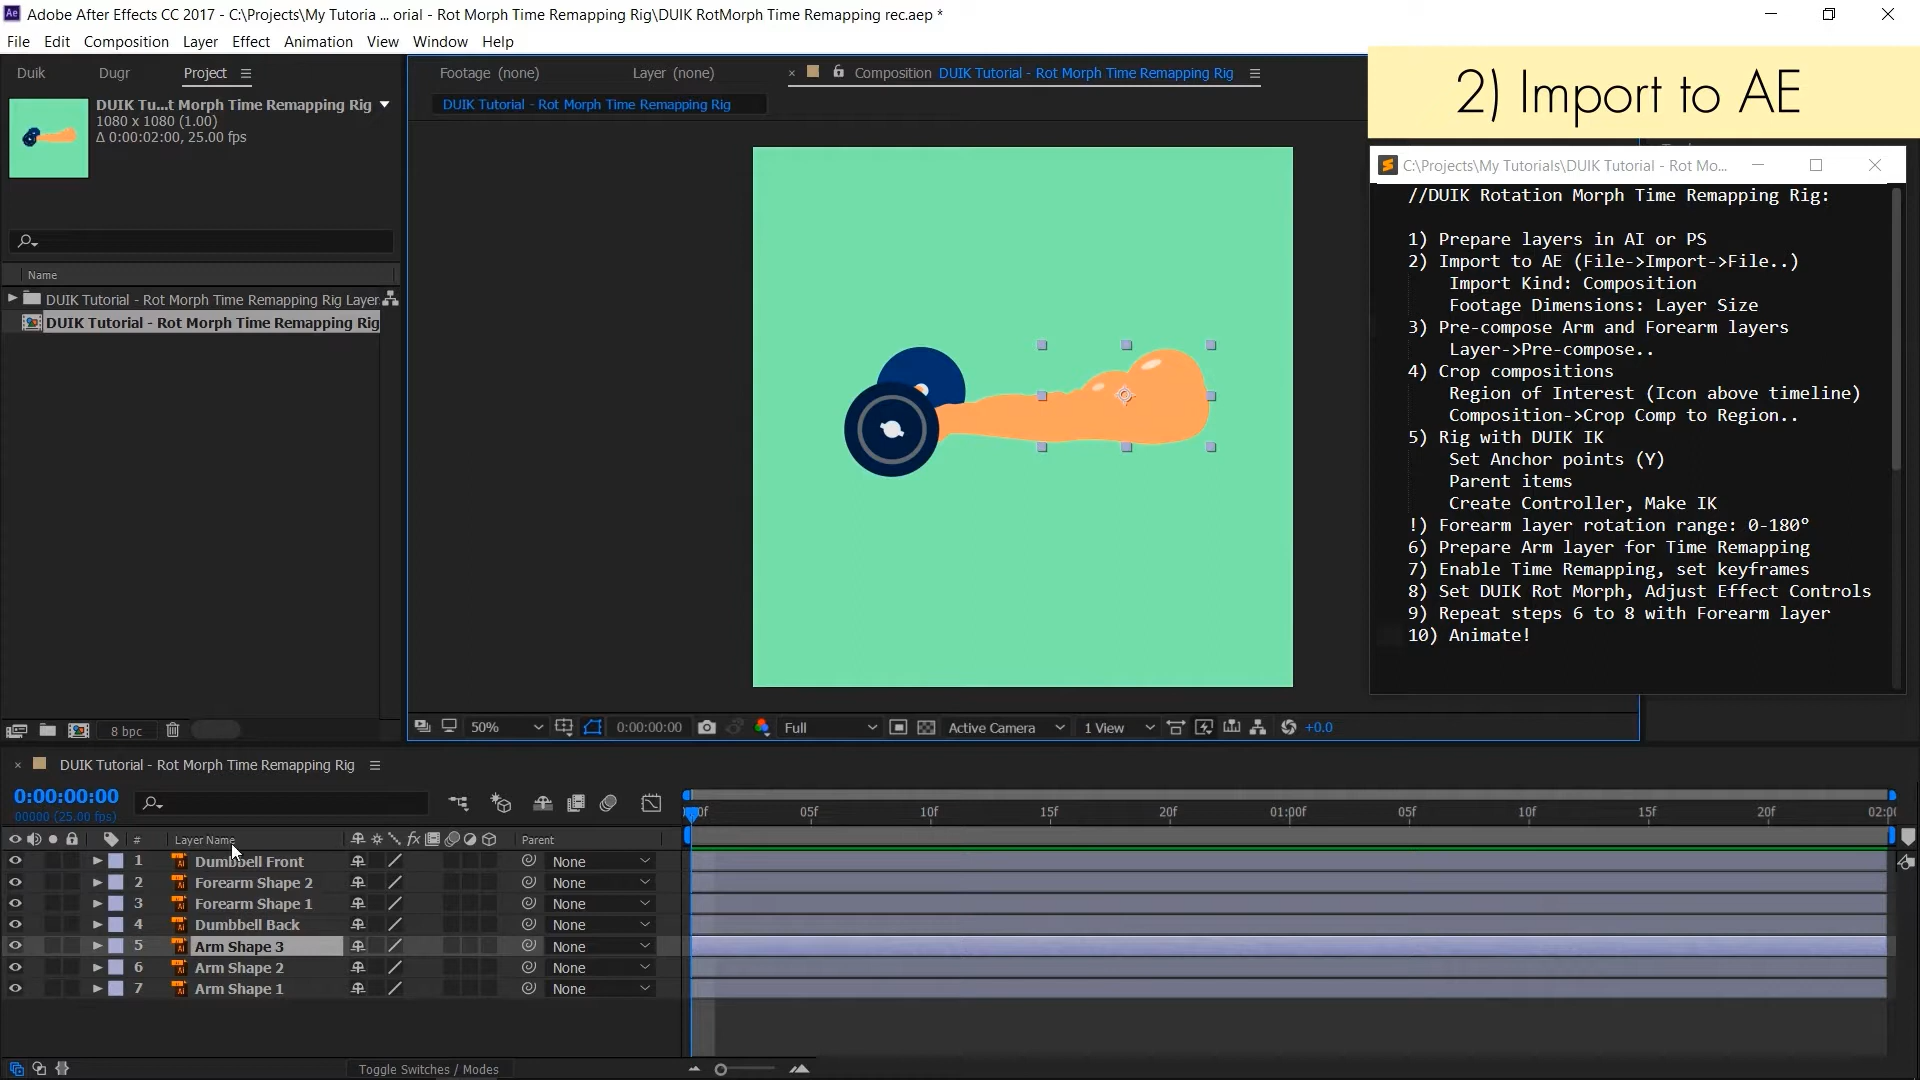 Adobe After Effects CC 2017 - C:\Projects\My Tutoria ... orial - Rot Morph Time Remapping Rig\DUIK RotMorph Time Remapping rec.aep *
File Edit Composition Layer Effect Animation View Window Help
Duik Dugr Project
DUIK Tu...t Morph Time Remapping Rig
1080 x 1080 (1.00)
Δ 0:00:02:00, 25.00 fps
Name
DUIK Tutorial - Rot Morph Time Remapping Rig Layer
DUIK Tutorial - Rot Morph Time Remapping Rig
8 bpc
Footage (none) Layer (none) Composition DUIK Tutorial - Rot Morph Time Remapping Rig
DUIK Tutorial - Rot Morph Time Remapping Rig
50% 0:00:00:00 Full Active Camera 1 View +0.0
2) Import to AE
C:\Projects\My Tutorials\DUIK Tutorial - Rot Mo...
//DUIK Rotation Morph Time Remapping Rig:
1) Prepare layers in AI or PS
2) Import to AE (File->Import->File..)
Import Kind: Composition
Footage Dimensions: Layer Size
3) Pre-compose Arm and Forearm layers
Layer->Pre-compose..
4) Crop compositions
Region of Interest (Icon above timeline)
Composition->Crop Comp to Region..
5) Rig with DUIK IK
Set Anchor points (Y)
Parent items
Create Controller, Make IK
!) Forearm layer rotation range: 0-180º
6) Prepare Arm layer for Time Remapping
7) Enable Time Remapping, set keyframes
8) Set DUIK Rot Morph, Adjust Effect Controls
9) Repeat steps 6 to 8 with Forearm layer
10) Animate!
DUIK Tutorial - Rot Morph Time Remapping Rig
0:00:00:00
00000 (25.00 fps)
05f 10f 15f 20f 01:00f 05f 10f 15f 20f
# Layer Name Parent
1 Dumbbell Front None
2 Forearm Shape 2 None
3 Forearm Shape 1 None
4 Dumbbell Back None
5 Arm Shape 3 None
6 Arm Shape 2 None
7 Arm Shape 1 None
Toggle Switches / Modes